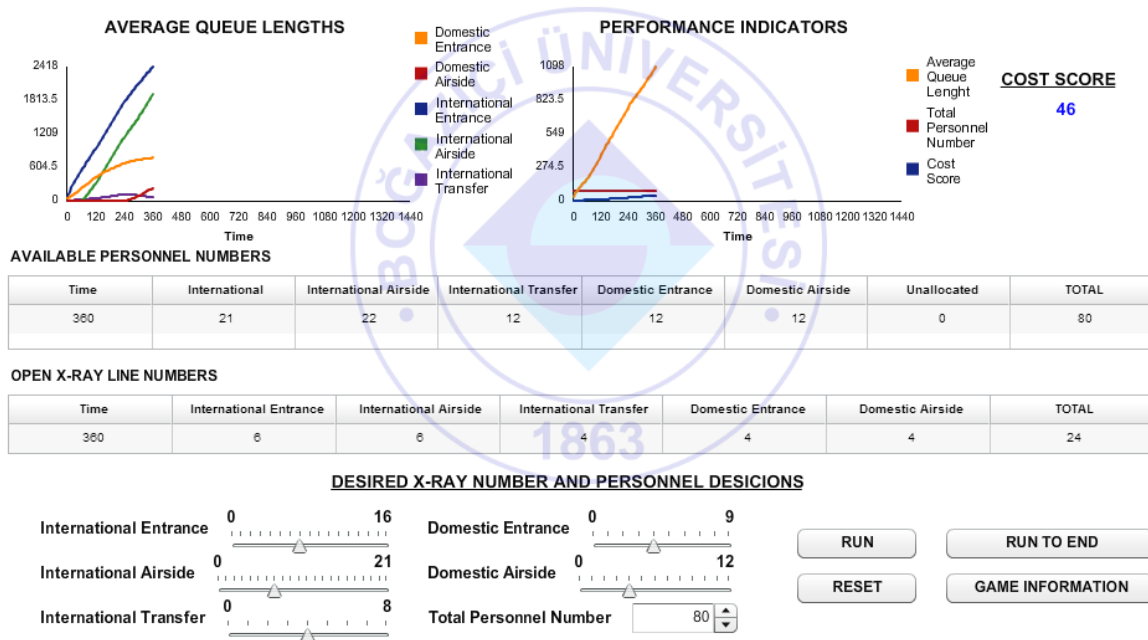 AVERAGE QUEUE LENGTHS
2418
1813.5
1209
604.5
0
0 120 240 360 480 600 720 840 960 1080 1200 1320 1440
Time
Domestic
Entrance
Domestic
Airside
International
Entrance
International
Airside
International
Transfer
PERFORMANCE INDICATORS
1098
823.5
549
274.5
0
0 120 240 360 480 600 720 840 960 1080 1200 1320 1440
Time
Average
Queue
Lenght
Total
Personnel
Number
Cost
Score
COST SCORE
46
BOĞAZİÇİ ÜNİVERSİTESİ
1863
AVAILABLE PERSONNEL NUMBERS
Time International International Airside International Transfer Domestic Entrance Domestic Airside Unallocated TOTAL
360 21 22 12 12 12 0 80
OPEN X-RAY LINE NUMBERS
Time International Entrance International Airside International Transfer Domestic Entrance Domestic Airside TOTAL
360 6 6 4 4 4 24
DESIRED X-RAY NUMBER AND PERSONNEL DESICIONS
International Entrance 0 16
Domestic Entrance 0 9
RUN
RUN TO END
International Airside 0 21
Domestic Airside 0 12
RESET
GAME INFORMATION
International Transfer 0 8
Total Personnel Number 80